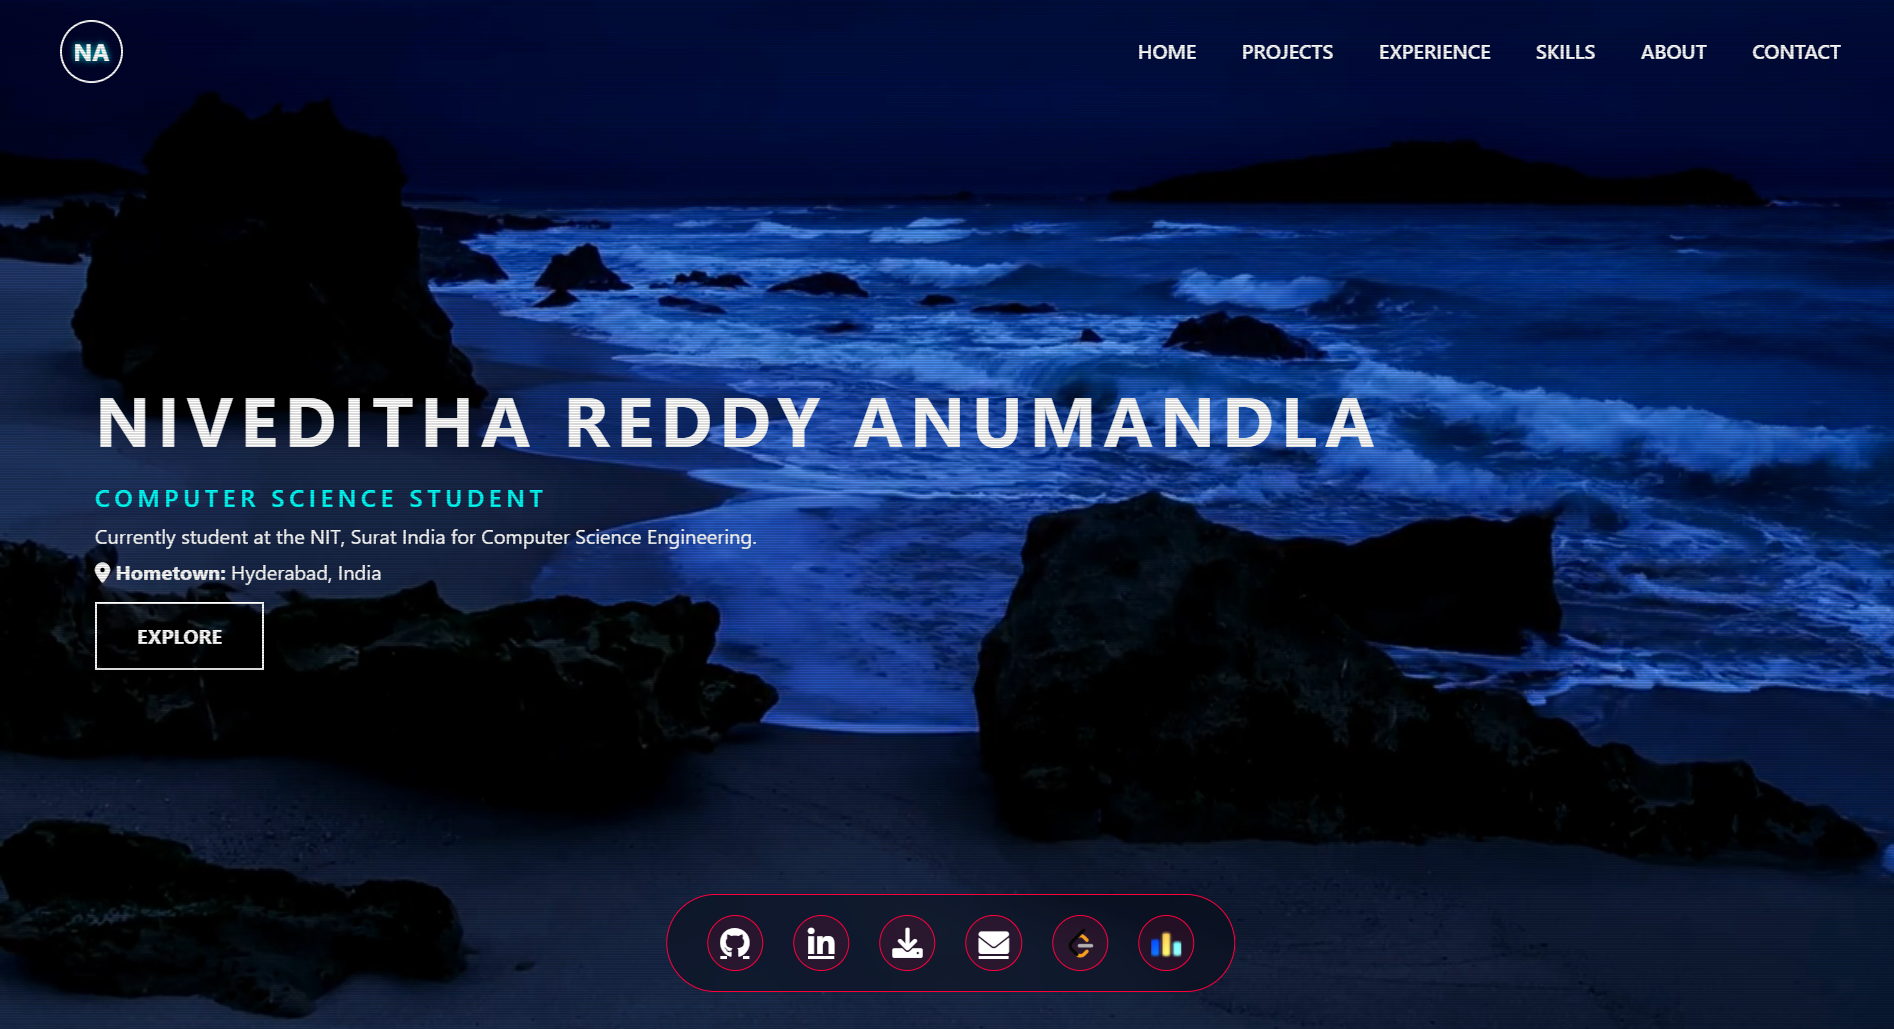 NA
HOME PROJECTS EXPERIENCE SKILLS ABOUT CONTACT
NIVEDITHA REDDY ANUMANDLA
COMPUTER SCIENCE STUDENT
Currently student at the NIT, Surat India for Computer Science Engineering.
Hometown: Hyderabad, India
EXPLORE
in